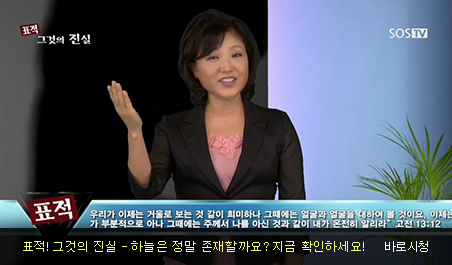 표적
그것의 진실
SOSTV
표적
우리가 이제는 거울로 보는 것 같이 희미하나 그때에는 얼굴과 얼굴을 대하여 볼 것이요, 이제는
가 부분적으로 아나 그때에는 주께서 나를 아신 것과 같이 내가 온전히 알리라" 고전 13:12
표적! 그것의 진실 - 하늘은 정말 존재할까요? 지금 확인하세요! 바로시청